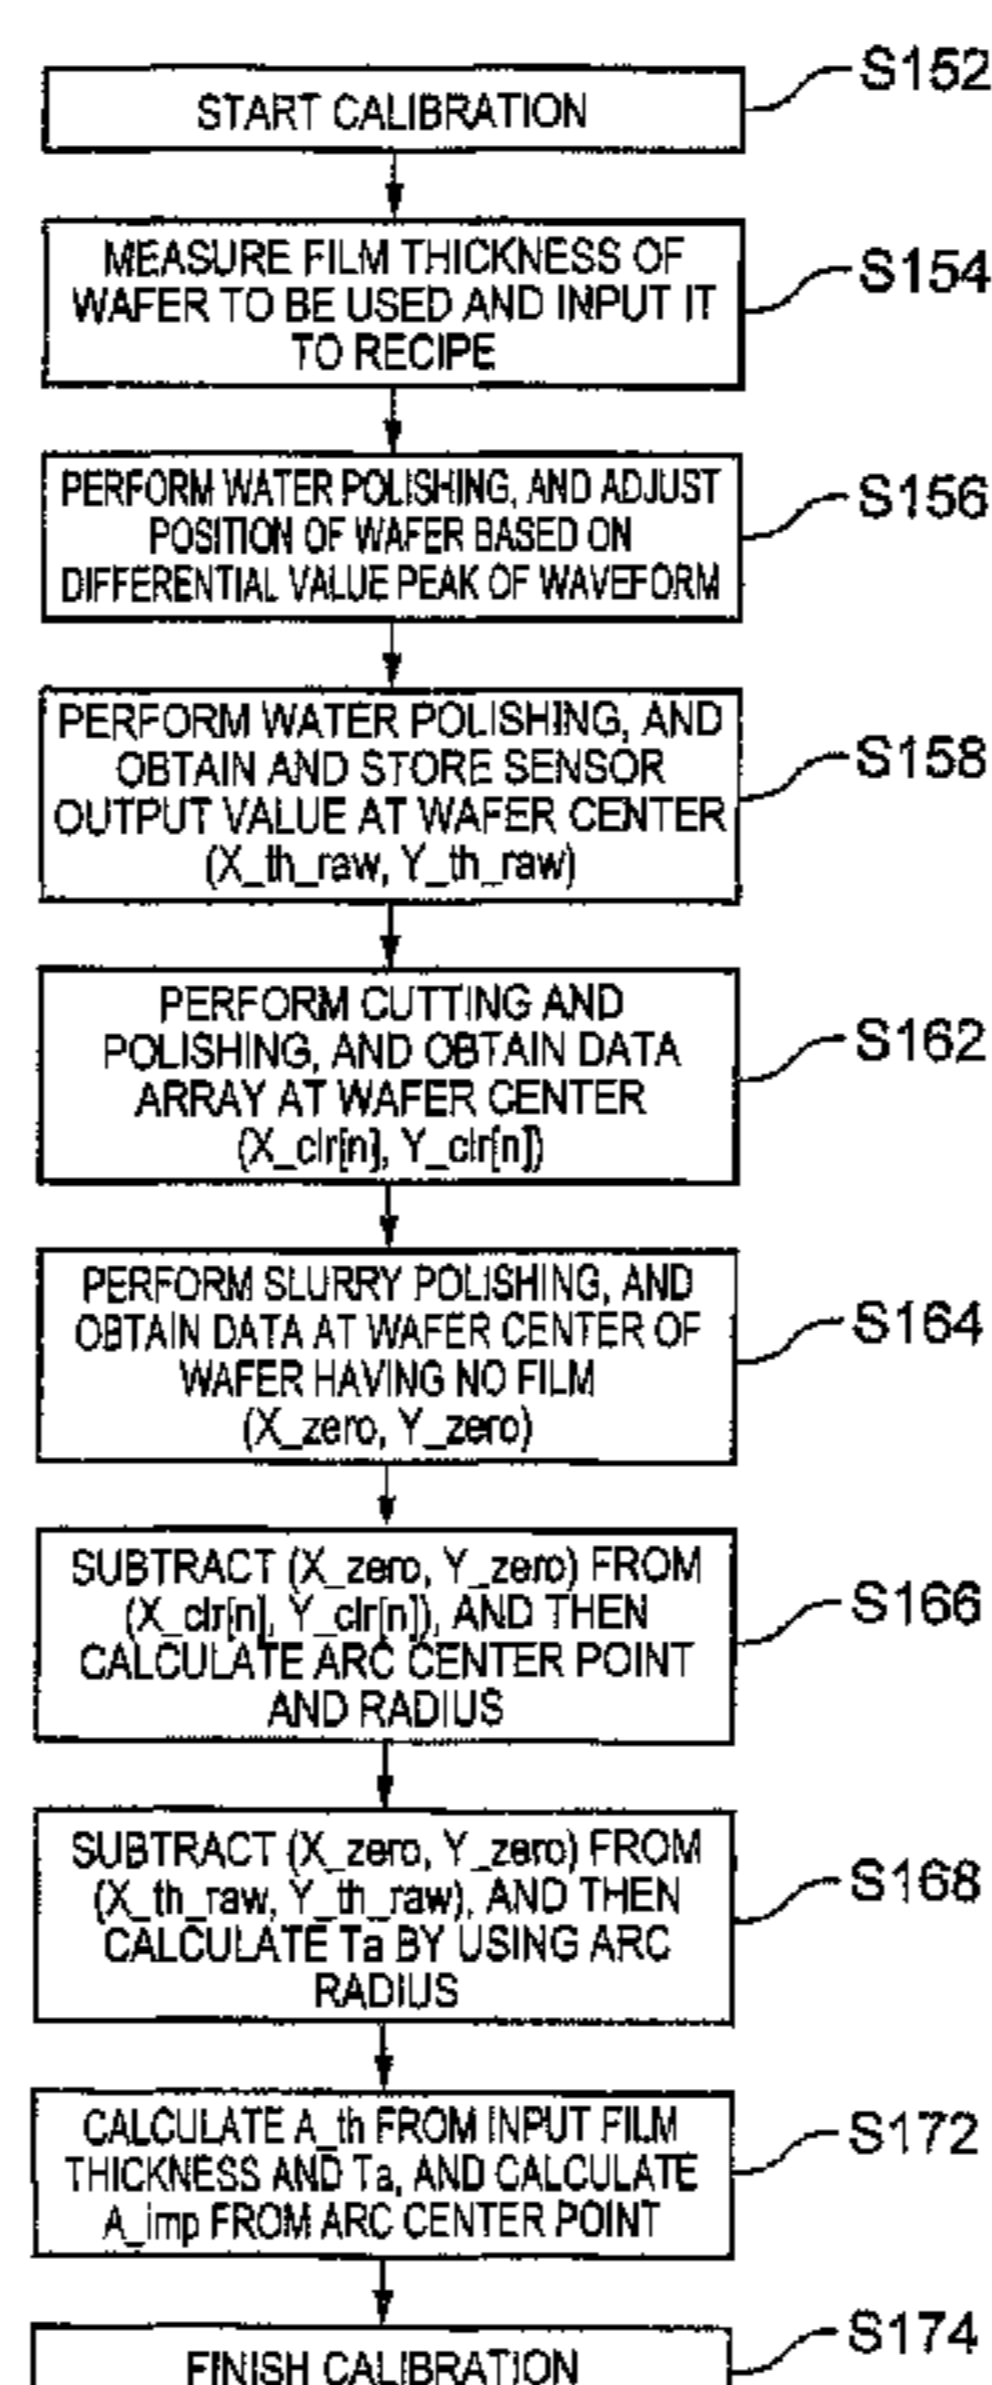 START CALIBRATION
S152
MEASURE FILM THICKNESS OF
WAFER TO BE USED AND INPUT IT
TO RECIPE
S154
PERFORM WATER POLISHING, AND ADJUST
POSITION OF WAFER BASED ON
DIFFERENTIAL VALUE PEAK OF WAVEFORM
S156
PERFORM WATER POLISHING, AND
OBTAIN AND STORE SENSOR
OUTPUT VALUE AT WAFER CENTER
(X_th_raw, Y_th_raw)
S158
PERFORM CUTTING AND
POLISHING, AND OBTAIN DATA
ARRAY AT WAFER CENTER
(X_clr[n], Y_clr[n])
S162
PERFORM SLURRY POLISHING, AND
OBTAIN DATA AT WAFER CENTER OF
WAFER HAVING NO FILM
(X_zero, Y_zero)
S164
SUBTRACT (X_zero, Y_zero) FROM
(X_clr[n], Y_clr[n]), AND THEN
CALCULATE ARC CENTER POINT
AND RADIUS
S166
SUBTRACT (X_zero, Y_zero) FROM
(X_th_raw, Y_th_raw), AND THEN
CALCULATE Ta BY USING ARC
RADIUS
S168
CALCULATE A_th FROM INPUT FILM
THICKNESS AND Ta, AND CALCULATE
A_imp FROM ARC CENTER POINT
S172
FINISH CALIBRATION
S174